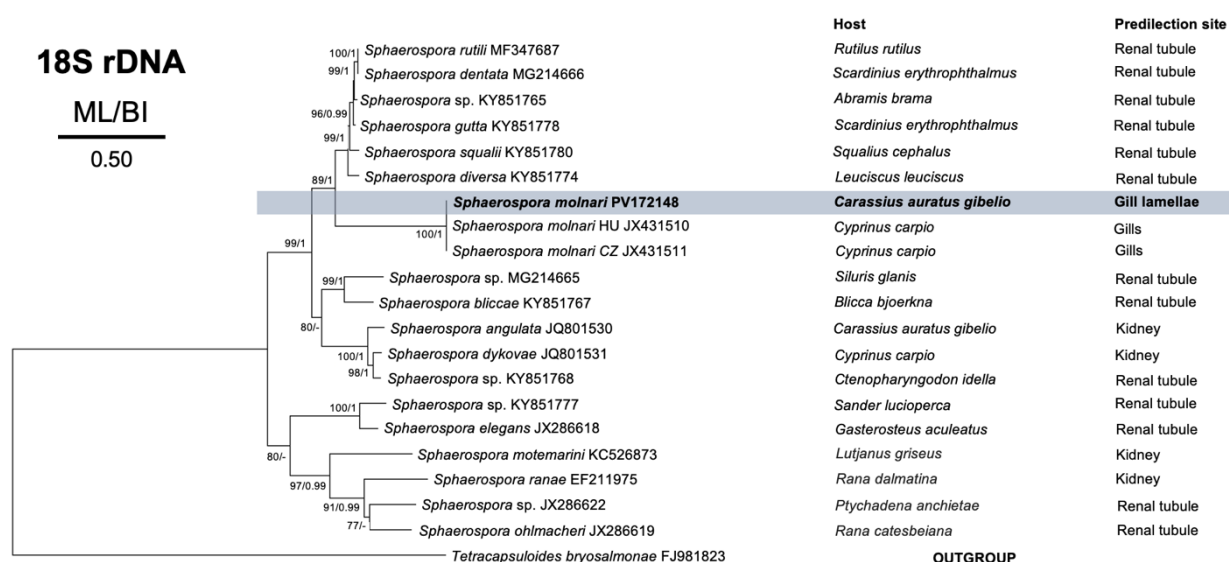 Host Predilection site
18S rDNA
ML/BI
0.50
100/1 Sphaerospora rutili MF347687 Rutilus rutilus Renal tubule
99/1 Sphaerospora dentata MG214666 Scardinius erythrophthalmus Renal tubule
Sphaerospora sp. KY851765 Abramis brama Renal tubule
96/0.99
Sphaerospora gutta KY851778 Scardinius erythrophthalmus Renal tubule
99/1
Sphaerospora squalii KY851780 Squalius cephalus Renal tubule
Sphaerospora diversa KY851774 Leuciscus leuciscus Renal tubule
89/1
Sphaerospora molnari PV172148 Carassius auratus gibelio Gill lamellae
Sphaerospora molnari HU JX431510 Cyprinus carpio Gills
100/1
99/1
Sphaerospora molnari CZ JX431511 Cyprinus carpio Gills
99/1 Sphaerospora sp. MG214665 Siluris glanis Renal tubule
Sphaerospora bliccae KY851767 Blicca bjoerkna Renal tubule
80/-
Sphaerospora angulata JQ801530 Carassius auratus gibelio Kidney
100/1 Sphaerospora dykovae JQ801531 Cyprinus carpio Kidney
98/1 Sphaerospora sp. KY851768 Ctenopharyngodon idella Renal tubule
100/1 Sphaerospora sp. KY851777 Sander lucioperca Renal tubule
Sphaerospora elegans JX286618 Gasterosteus aculeatus Renal tubule
80/-
Sphaerospora motemarini KC526873 Lutjanus griseus Kidney
97/0.99
Sphaerospora ranae EF211975 Rana dalmatina Kidney
91/0.99
Sphaerospora sp. JX286622 Ptychadena anchietae Renal tubule
77/-
Sphaerospora ohlmacheri JX286619 Rana catesbeiana Renal tubule
Tetracapsuloides bryosalmonae FJ981823 OUTGROUP